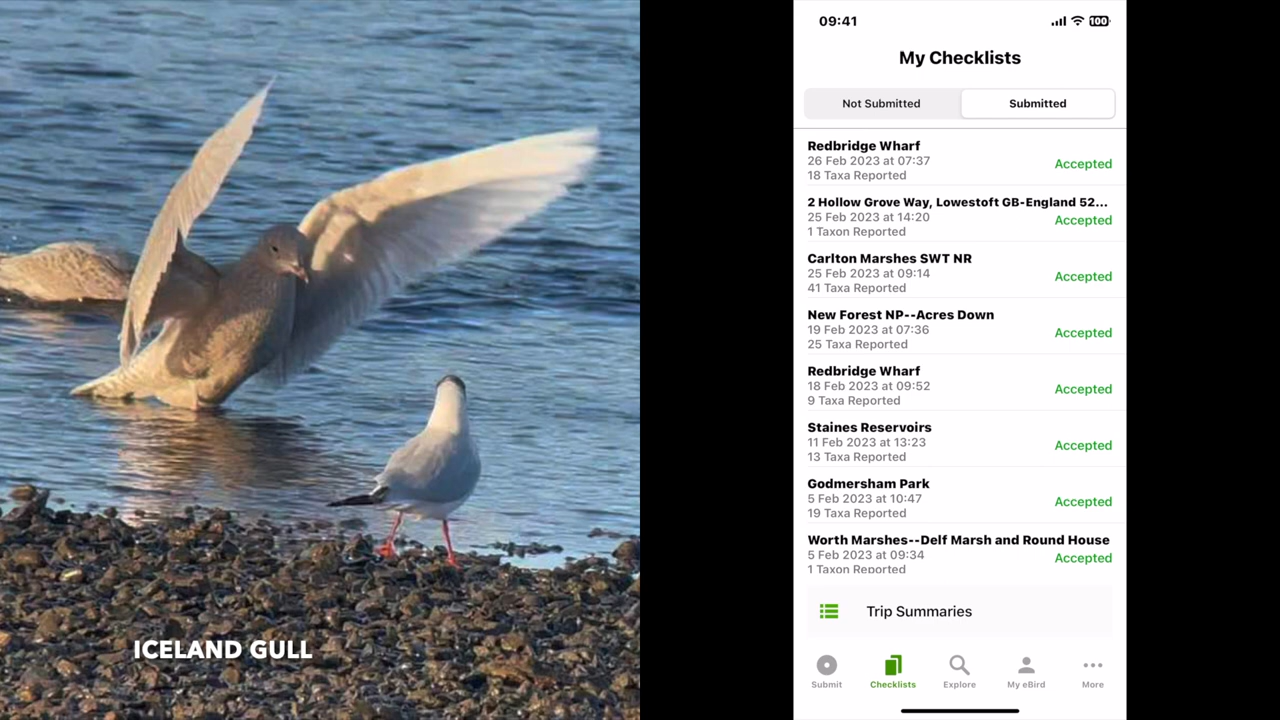 ICELAND GULL
09:41
100
My Checklists
Not Submitted
Submitted
Redbridge Wharf
26 Feb 2023 at 07:37
18 Taxa Reported
Accepted
2 Hollow Grove Way, Lowestoft GB-England 52...
25 Feb 2023 at 14:20
1 Taxon Reported
Accepted
Carlton Marshes SWT NR
25 Feb 2023 at 09:14
41 Taxa Reported
Accepted
New Forest NP--Acres Down
19 Feb 2023 at 07:36
25 Taxa Reported
Accepted
Redbridge Wharf
18 Feb 2023 at 09:52
9 Taxa Reported
Accepted
Staines Reservoirs
11 Feb 2023 at 13:23
13 Taxa Reported
Accepted
Godmersham Park
5 Feb 2023 at 10:47
19 Taxa Reported
Accepted
Worth Marshes--Delf Marsh and Round House
5 Feb 2023 at 09:34
1 Taxon Reported
Accepted
Trip Summaries
Submit
Checklists
Explore
My eBird
More